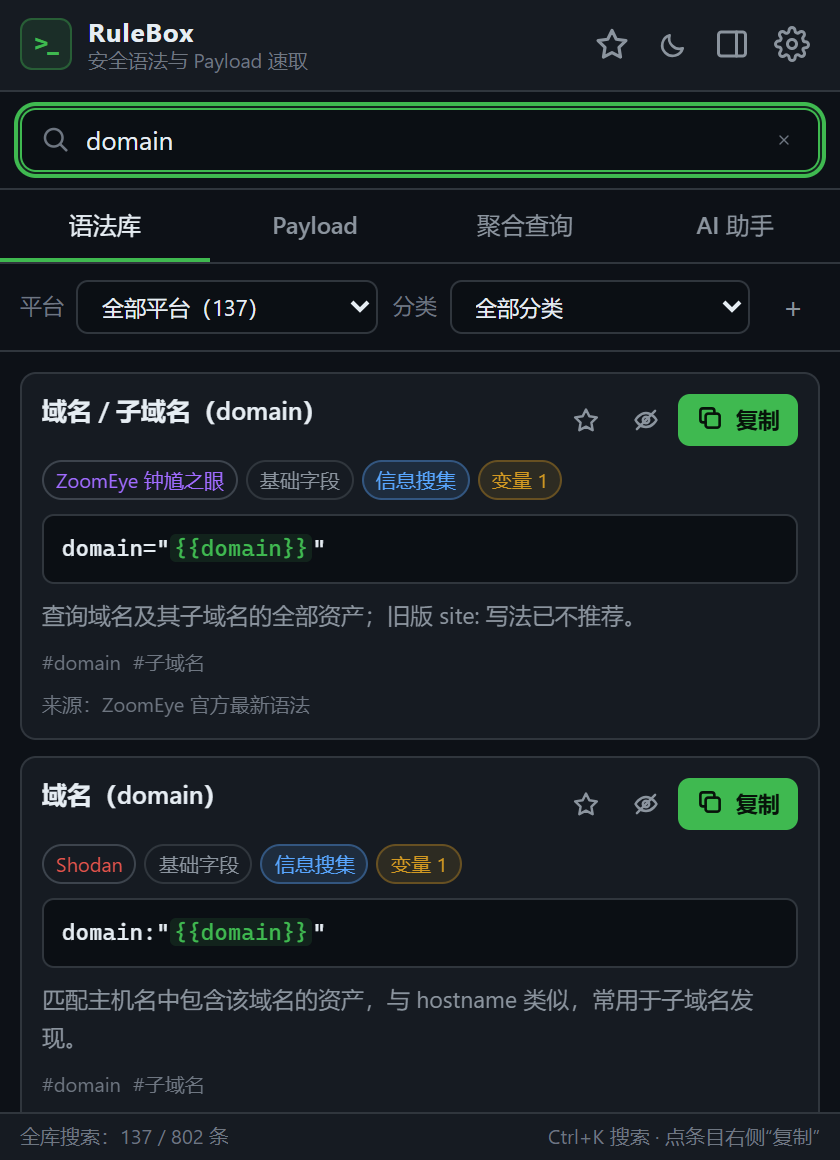 >_
RuleBox
安全语法与 Payload 速取
domain ×
语法库 Payload 聚合查询 AI 助手
平台 全部平台（137） 分类 全部分类 +
域名 / 子域名（domain） 复制
ZoomEye 钟馗之眼 基础字段 信息搜集 变量 1
domain="{{domain}}"
查询域名及其子域名的全部资产；旧版 site: 写法已不推荐。
#domain #子域名
来源：ZoomEye 官方最新语法
域名（domain） 复制
Shodan 基础字段 信息搜集 变量 1
domain:"{{domain}}"
匹配主机名中包含该域名的资产，与 hostname 类似，常用于子域名发
现。
#domain #子域名
全库搜索：137 / 802 条 Ctrl+K 搜索 · 点条目右侧“复制”